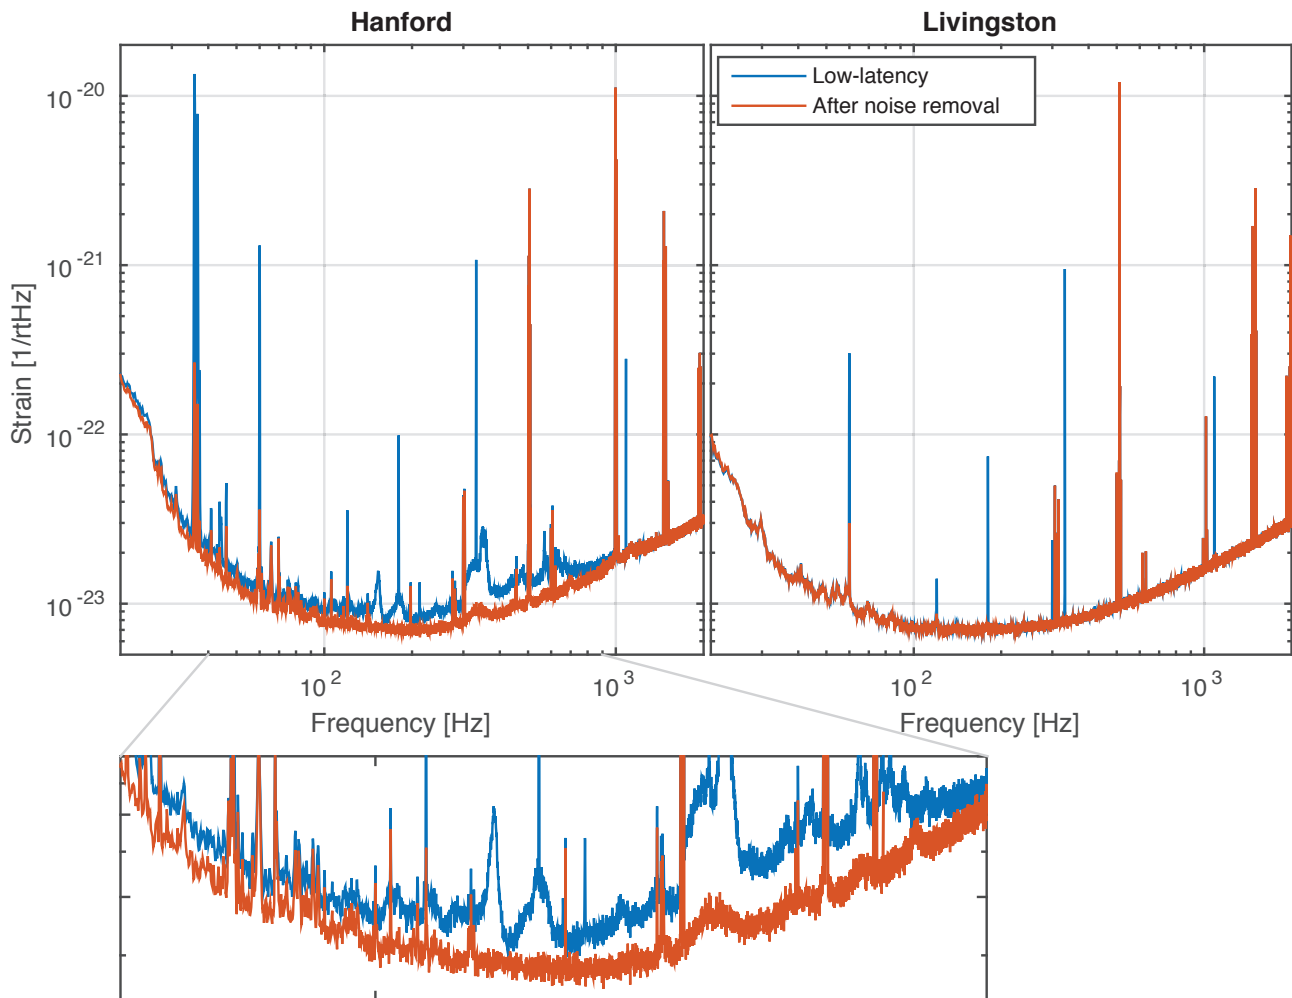 Hanford
Livingston
Low-latency
After noise removal
10^-20
10^-21
10^-22
10^-23
Strain [1/rtHz]
10^2
10^3
10^2
10^3
Frequency [Hz]
Frequency [Hz]